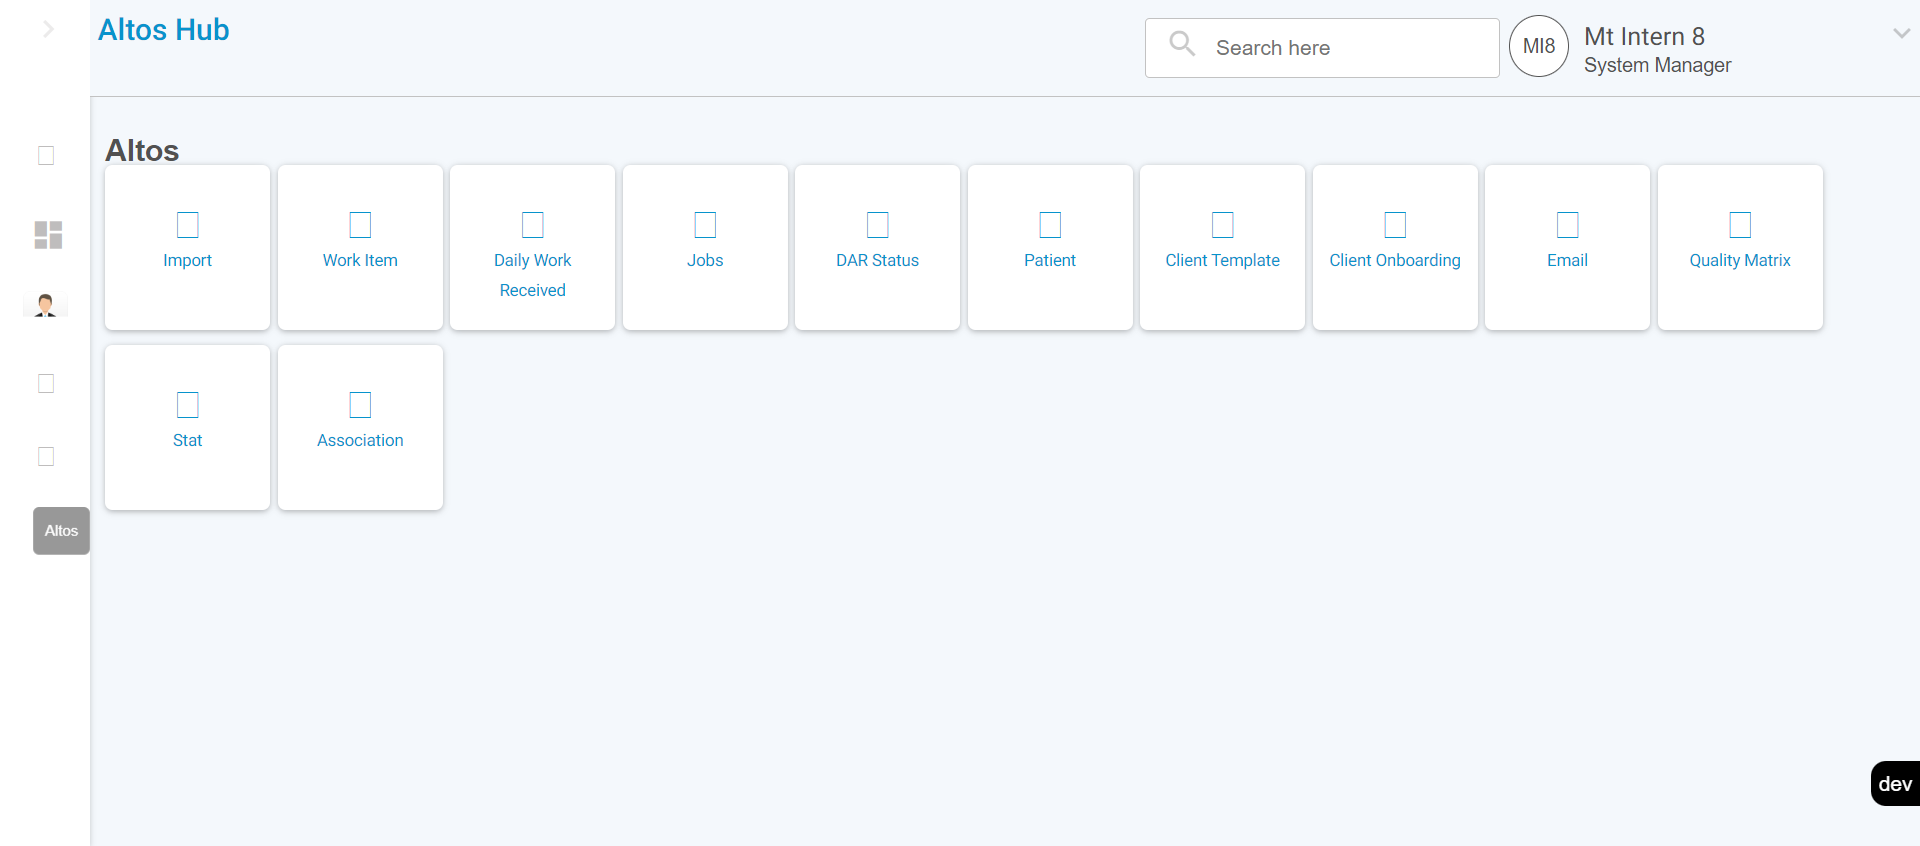 Altos Hub
Search here
MI8
Mt Intern 8
System Manager
Altos
Import
Work Item
Daily Work
Received
Jobs
DAR Status
Patient
Client Template
Client Onboarding
Email
Quality Matrix
Stat
Association
Altos
dev